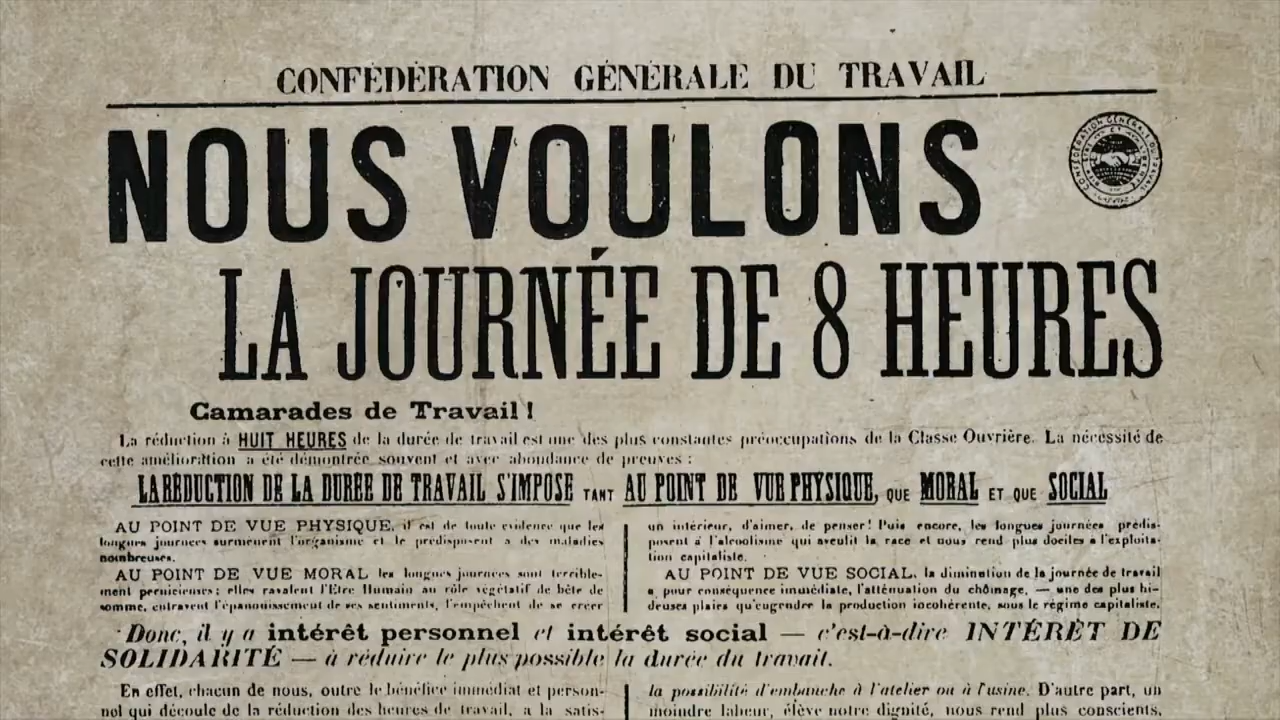 CONFÉDÉRATION GÉNÉRALE DU TRAVAIL
NOUS VOULONS
LA JOURNÉE DE 8 HEURES
Camarades de Travail !
La réduction à HUIT HEURES de la durée de travail est une des plus constantes préoccupations de la Classe Ouvrière. La nécessité de
cette amélioration a été démontrée souvent et avec abondance de preuves :
LA RÉDUCTION DE LA DURÉE DE TRAVAIL S'IMPOSE TANT AU POINT DE VUE PHYSIQUE, QUE MORAL ET QUE SOCIAL
AU POINT DE VUE PHYSIQUE, il est de toute evidence que les
longues journees surmenent l'organisme et le predisposent a des maladies
nombreuses.
AU POINT DE VUE MORAL les longues journees sont terrible-
ment pernicieuses ; elles ravalent l'Etre Humain au rôle végétatif de bête de
somme, entravent l'épanouissement de ses sentiments, l'empêchent de se créer
un intérieur, d'aimer, de penser ! Puis encore, les longues journées prédis-
posent à l'alcoolisme qui aveulit la race et nous rend plus dociles a l'exploita-
tion capitaliste.
AU POINT DE VUE SOCIAL, la diminution de la journée de travail
a pour conséquence immédiate, l'atténuation du chômage, — une des plus hi-
deuses plaies qu'engendre la production incohérente, sous le régime capitaliste.
Donc, il y a intérêt personnel et intérêt social — c'est-à-dire INTÉRÊT DE
SOLIDARITÉ — à réduire le plus possible la durée du travail.
En effet, chacun de nous, outre le bénéfice immédiat et person-
nel qui découle de la réduction des heures de travail, a la satis-
la possibilité d'embauche à l'atelier ou à l'usine. D'autre part, un
moindre labeur, élève notre dignité, nous rend plus conscients,